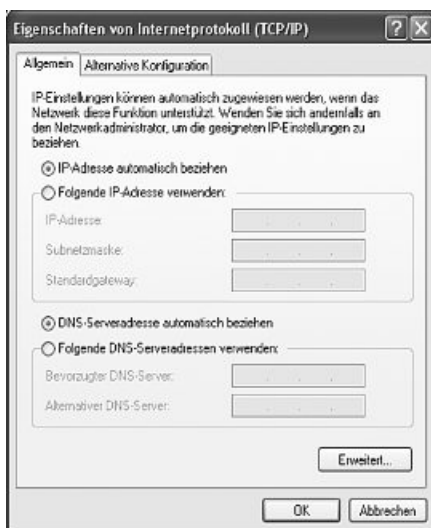 Eigenschaften von Internetprotokoll (TCP/IP)
Allgemein
Alternative Konfiguration
IP-Einstellungen können automatisch zugewiesen werden, wenn das
Netzwerk diese Funktion unterstützt. Wenden Sie sich andernfalls an
den Netzwerkadministrator, um die geeigneten IP-Einstellungen zu
beziehen.
IP-Adresse automatisch beziehen
Folgende IP-Adresse verwenden:
IP-Adresse:
Subnetzmaske:
Standardgateway:
DNS-Serveradresse automatisch beziehen
Folgende DNS-Serveradressen verwenden:
Bevorzugter DNS-Server:
Alternativer DNS-Server:
Erweitert...
OK
Abbrechen